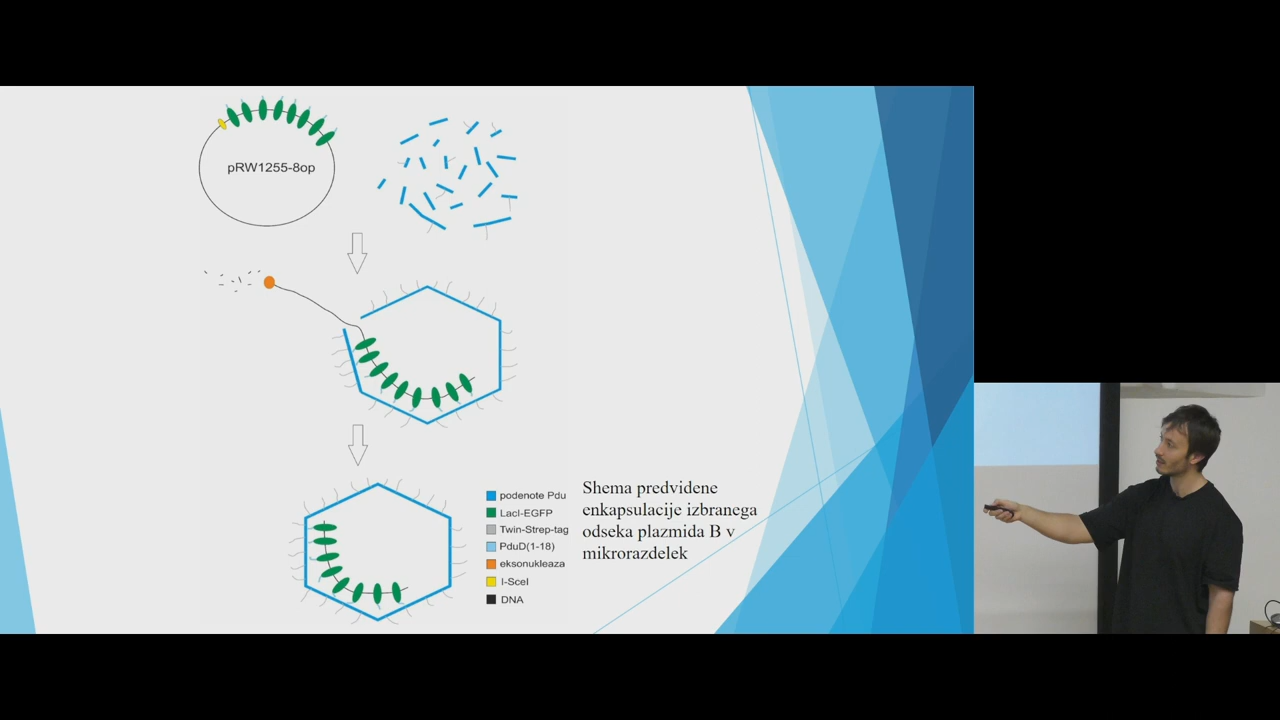 pRW1255-8op
podenote Pdu
LacI-EGFP
Twin-Strep-tag
PduD(1-18)
eksonukleaza
I-SceI
DNA
Shema predvidene
enkapsulacije izbranega
odseka plazmida B v
mikrorazdelek